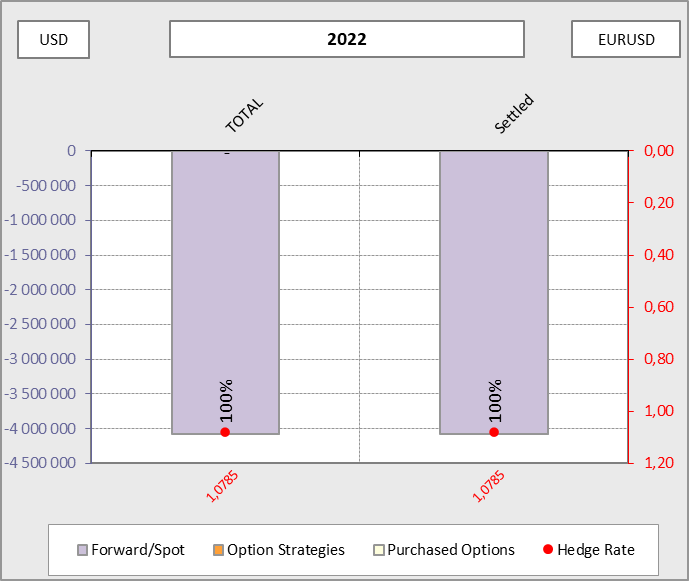 USD
2022
EURUSD
TOTAL
Settled
0
-500 000
-1 000 000
-1 500 000
-2 000 000
-2 500 000
-3 000 000
-3 500 000
-4 000 000
-4 500 000
100%
100%
0,00
0,20
0,40
0,60
0,80
1,00
1,20
1,0785
1,0785
Forward/Spot
Option Strategies
Purchased Options
Hedge Rate